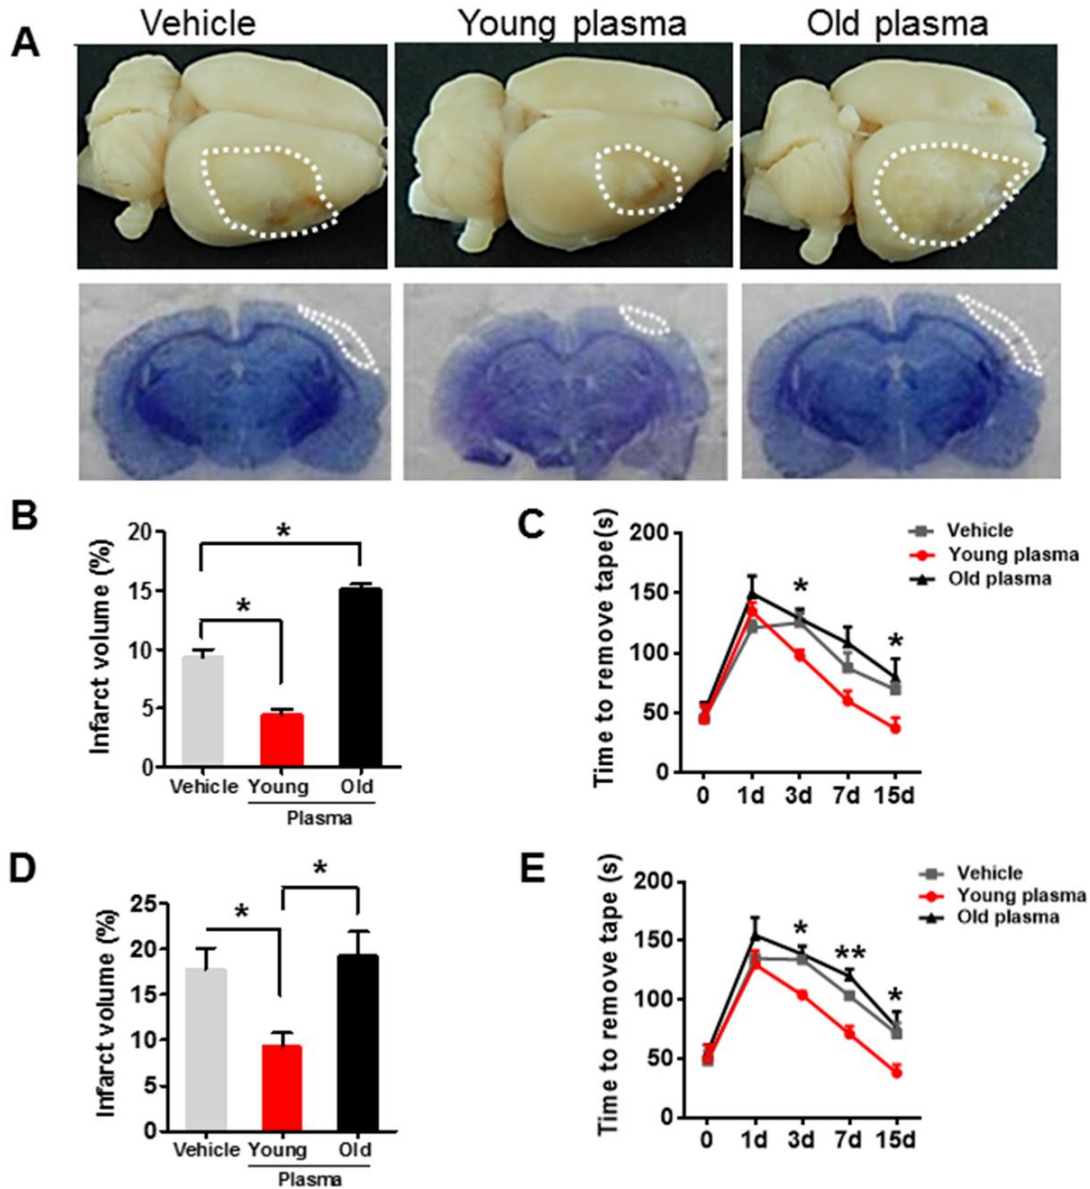 A
Vehicle
Young plasma
Old plasma
B
Infarct volume (%)
20
15
10
5
0
*
*
Vehicle Young Old
Plasma
C
Time to remove tape(s)
200
150
100
50
0
*
*
Vehicle
Young plasma
Old plasma
0 1d 3d 7d 15d
D
Infarct volume (%)
25
20
15
10
5
0
*
*
Vehicle Young Old
Plasma
E
Time to remove tape (s)
200
150
100
50
0
*
**
*
Vehicle
Young plasma
Old plasma
0 1d 3d 7d 15d